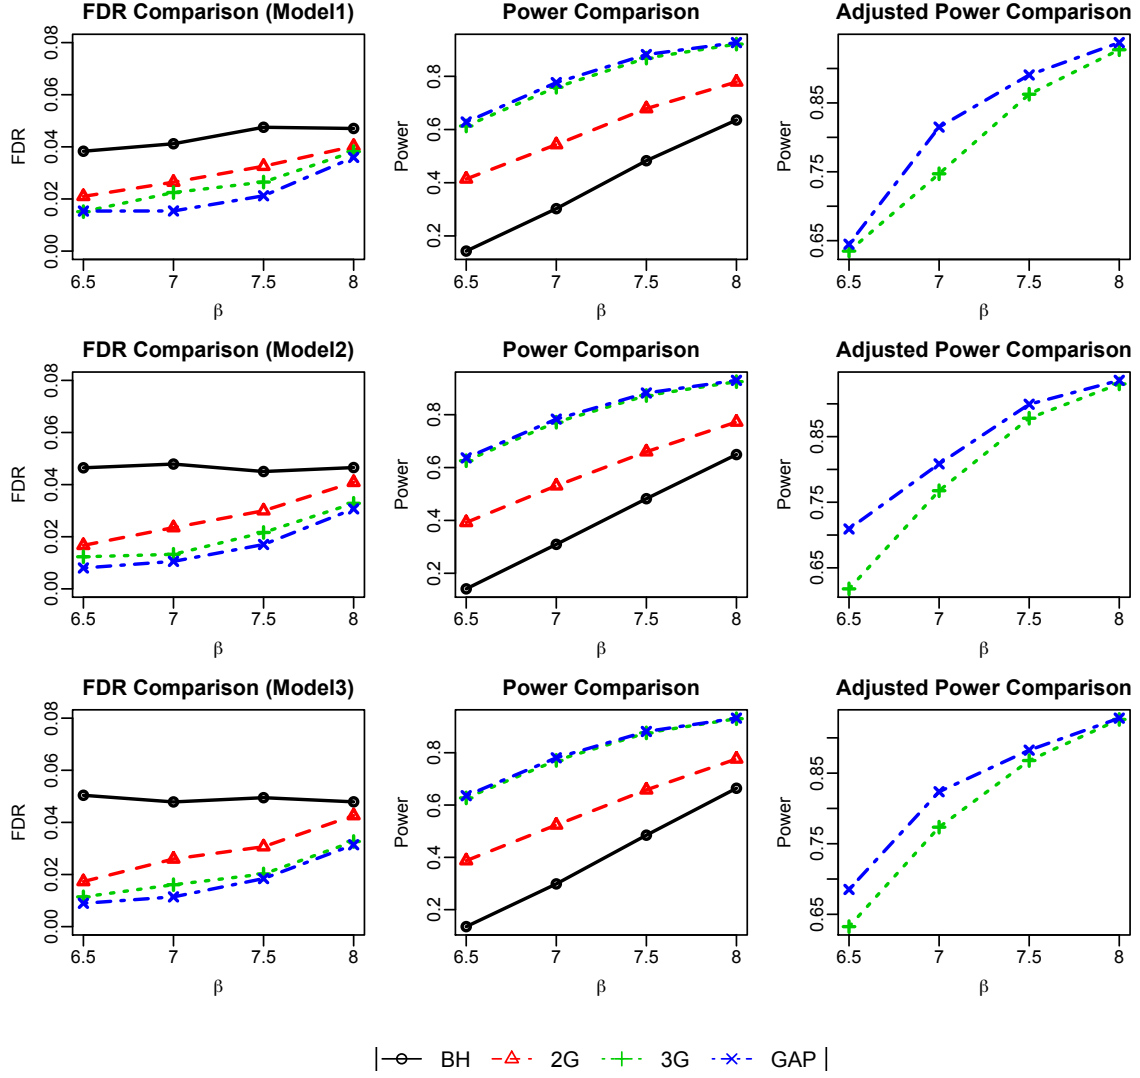 FDR Comparison (Model1)
Power Comparison
Adjusted Power Comparison
FDR
0.00 0.02 0.04 0.06 0.08
6.5 7 7.5 8
β
Power
0.2 0.4 0.6 0.8
6.5 7 7.5 8
β
Power
0.65 0.75 0.85
6.5 7 7.5 8
β
FDR Comparison (Model2)
Power Comparison
Adjusted Power Comparison
FDR
0.00 0.02 0.04 0.06 0.08
6.5 7 7.5 8
β
Power
0.2 0.4 0.6 0.8
6.5 7 7.5 8
β
Power
0.65 0.75 0.85
6.5 7 7.5 8
β
FDR Comparison (Model3)
Power Comparison
Adjusted Power Comparison
FDR
0.00 0.02 0.04 0.06 0.08
6.5 7 7.5 8
β
Power
0.2 0.4 0.6 0.8
6.5 7 7.5 8
β
Power
0.65 0.75 0.85
6.5 7 7.5 8
β
BH 2G 3G GAP